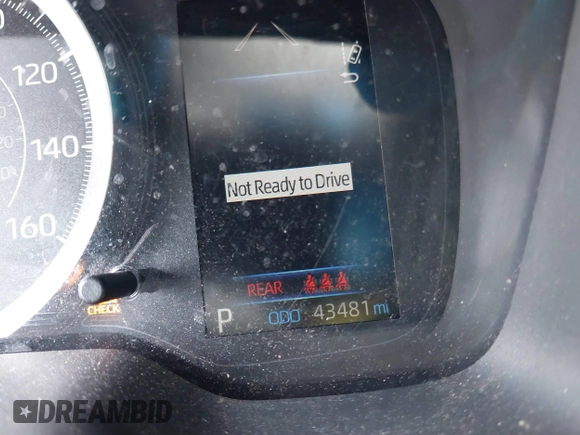 120
140
160
Not Ready to Drive
REAR
CHECK
P ODO 43481 mi
DREAMBID